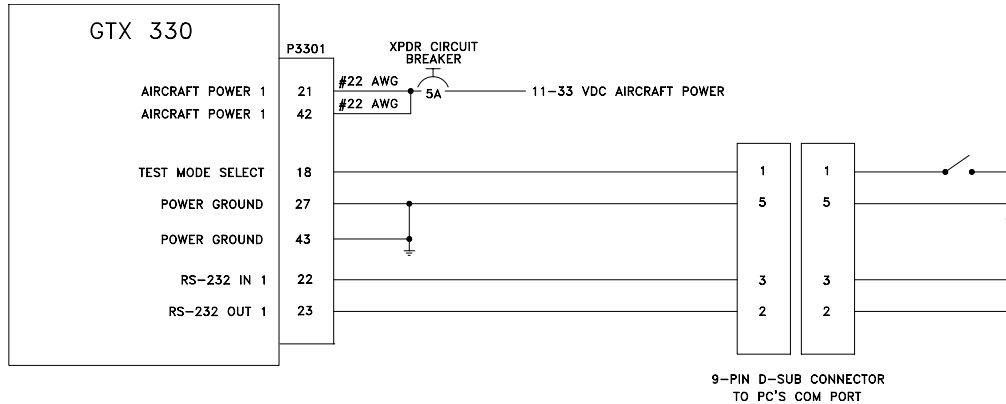 GTX 330
P3301
XPDR CIRCUIT
BREAKER
#22 AWG
AIRCRAFT POWER 1 21 5A 11-33 VDC AIRCRAFT POWER
#22 AWG
AIRCRAFT POWER 1 42
TEST MODE SELECT 18 1 1
POWER GROUND 27 5 5
POWER GROUND 43
RS-232 IN 1 22 3 3
RS-232 OUT 1 23 2 2
9-PIN D-SUB CONNECTOR
TO PC'S COM PORT